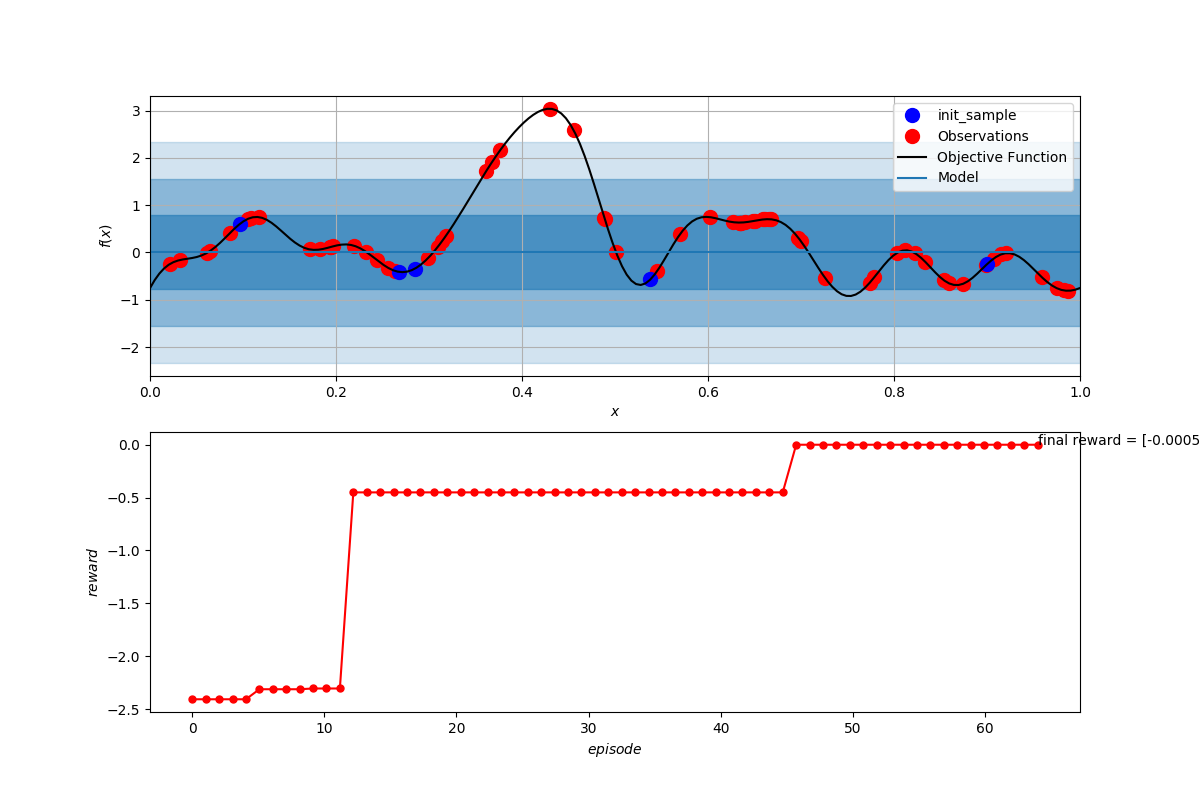 3
2
1
0
−1
−2
f(x)
init_sample
Observations
Objective Function
Model
0.0
0.2
0.4
0.6
0.8
1.0
x
0.0
−0.5
−1.0
−1.5
−2.0
−2.5
reward
final reward = [-0.0005
0
10
20
30
40
50
60
episode